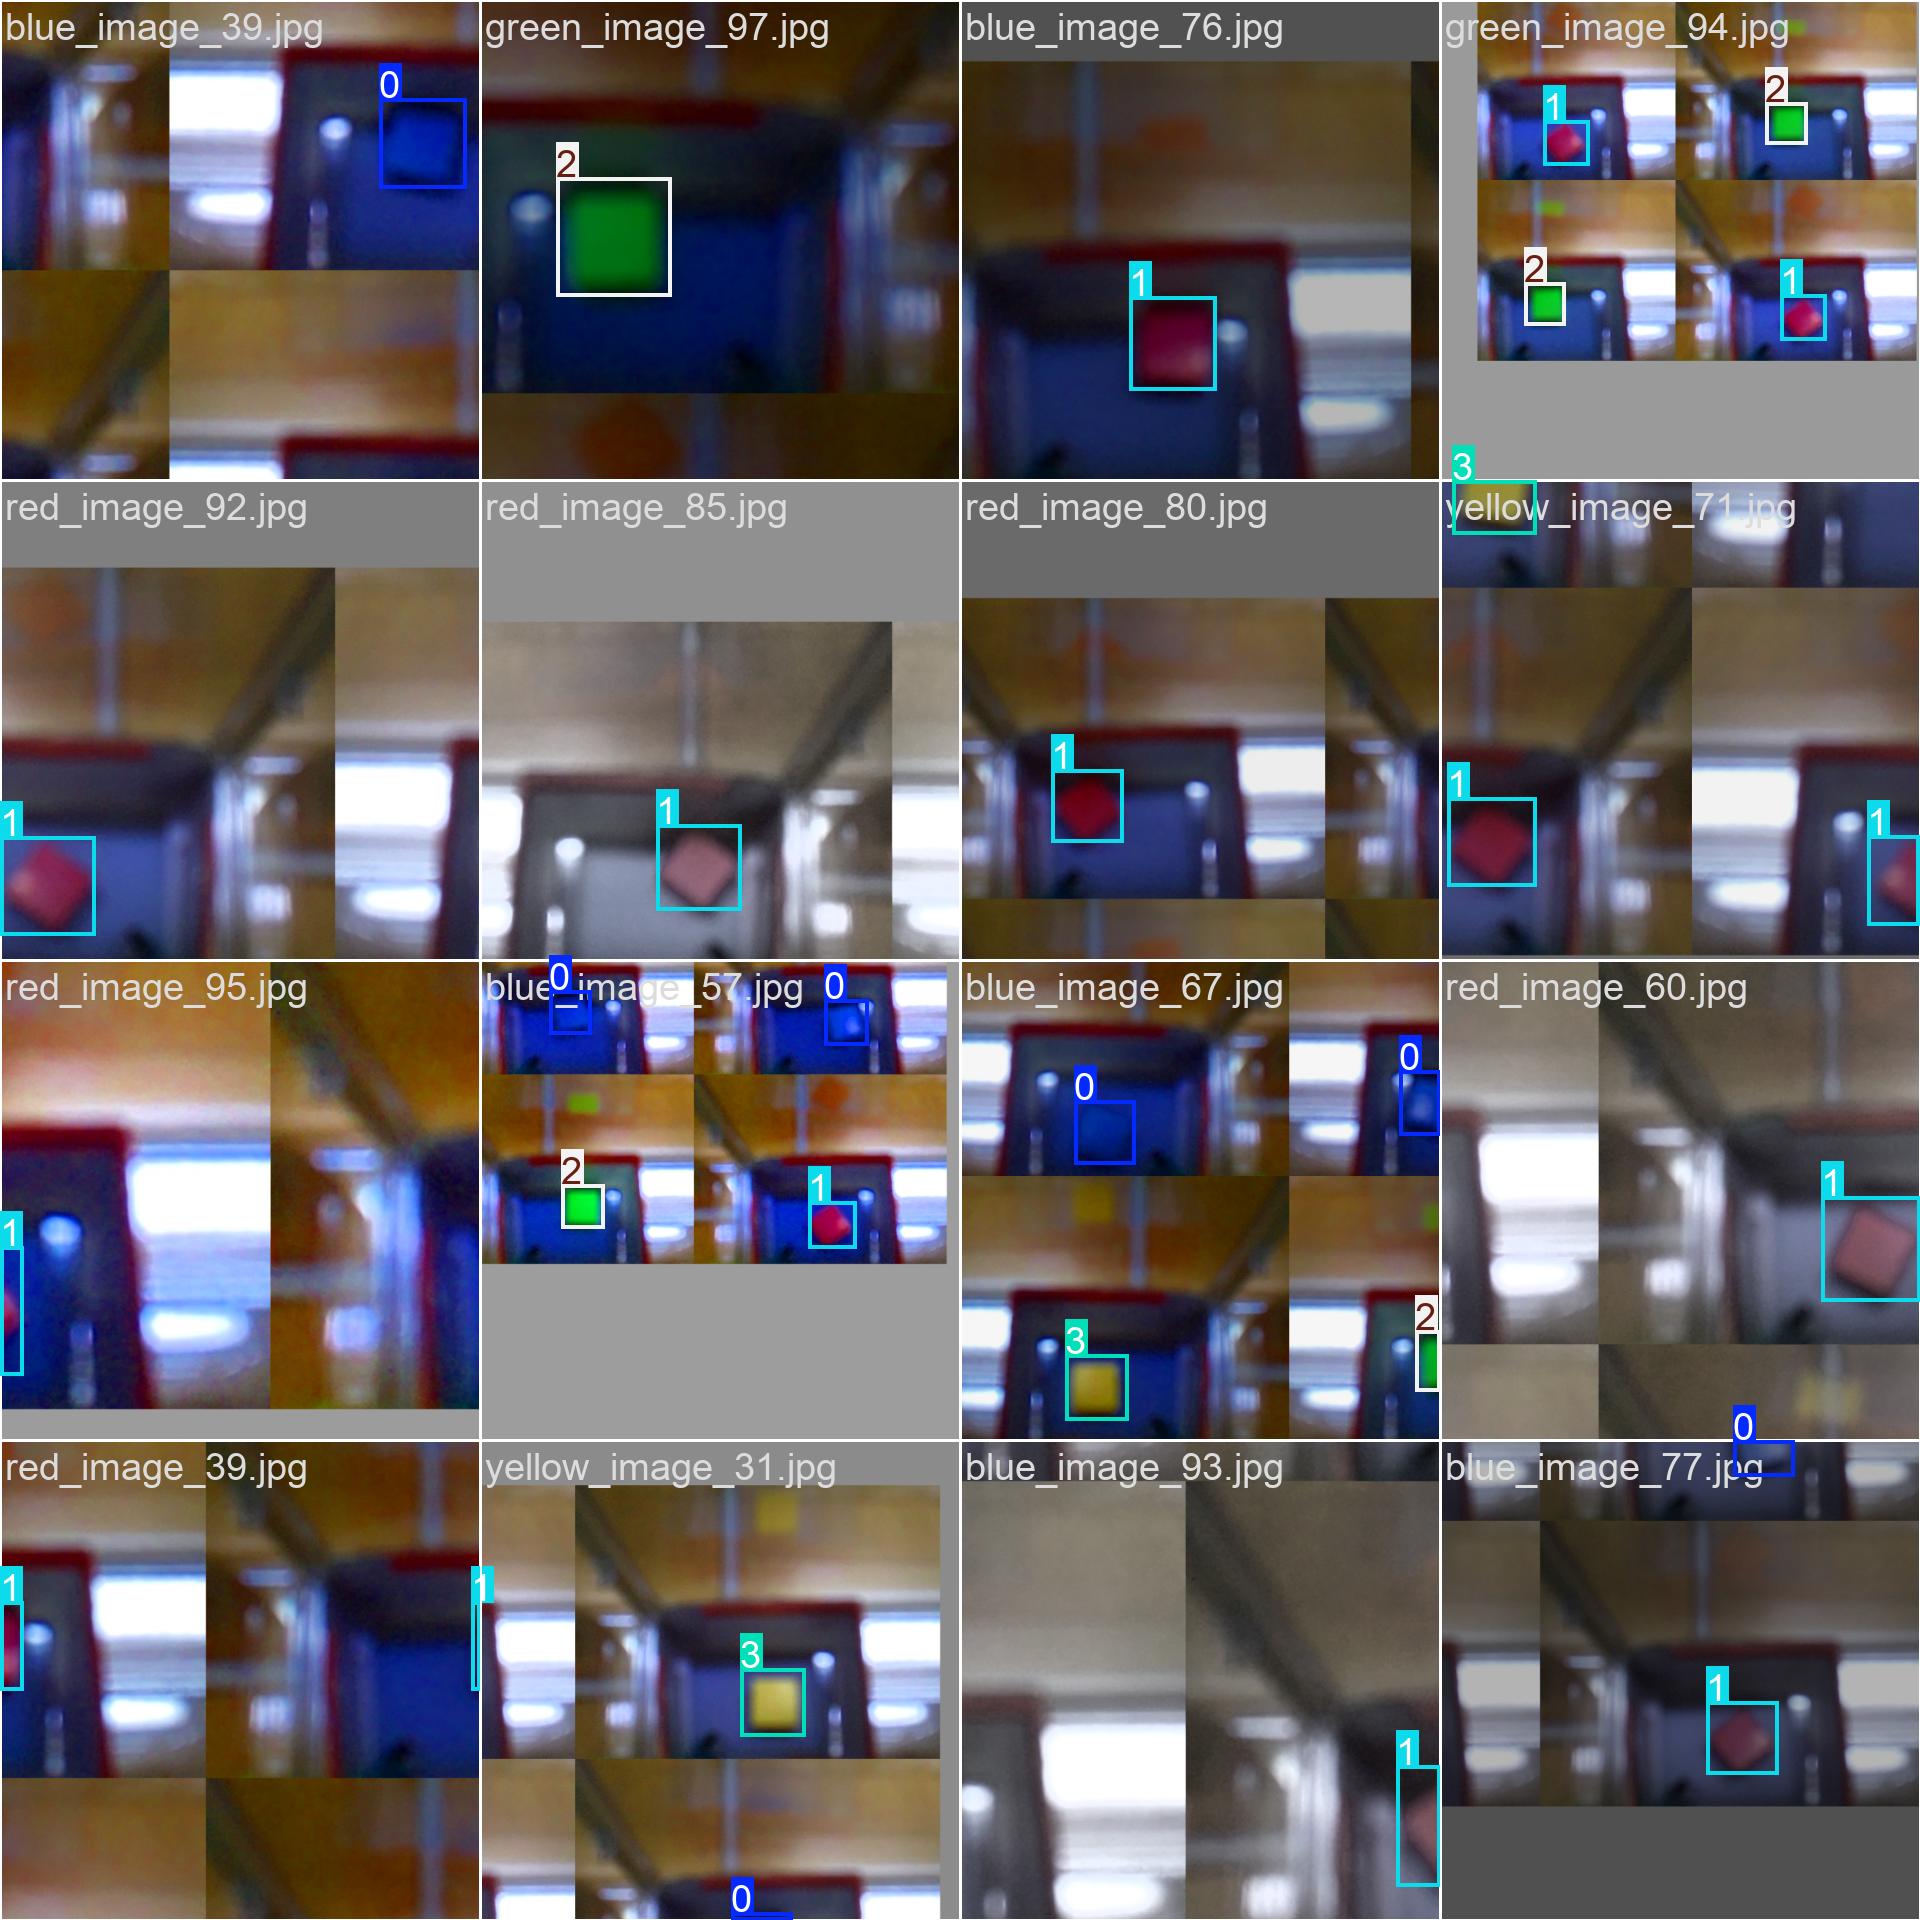 blue_image_39.jpg
0
green_image_97.jpg
2
blue_image_76.jpg
1
green_image_94.jpg
1
2
2
1
red_image_92.jpg
1
red_image_85.jpg
1
red_image_80.jpg
1
3
yellow_image_71.jpg
1
1
red_image_95.jpg
1
blue_image_57.jpg
0
0
2
1
blue_image_67.jpg
0
0
3
2
red_image_60.jpg
1
red_image_39.jpg
1
1
yellow_image_31.jpg
3
0
blue_image_93.jpg
1
0
blue_image_77.jpg
1